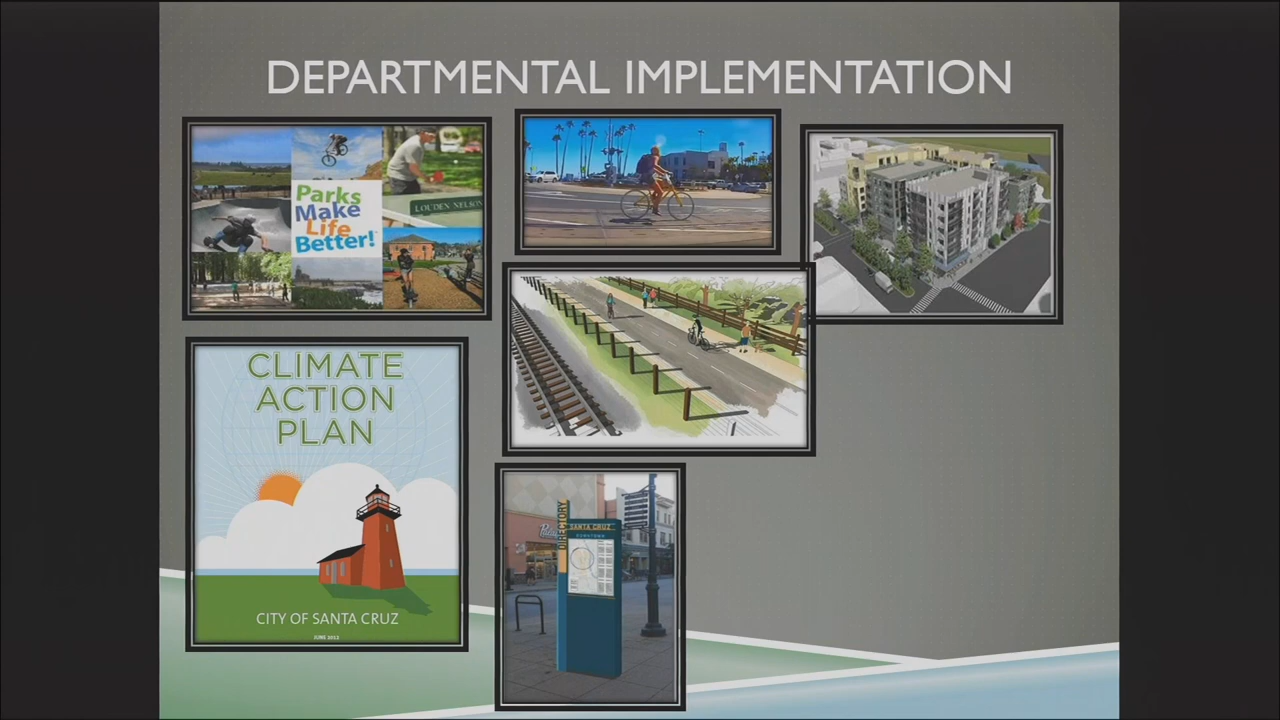 DEPARTMENTAL IMPLEMENTATION
Parks
Make
Life
Better!
LOUDEN NELSON
CLIMATE
ACTION
PLAN
CITY OF SANTA CRUZ
JUNE 2012
DIRECTORY
SANTA CRUZ
DOWNTOWN